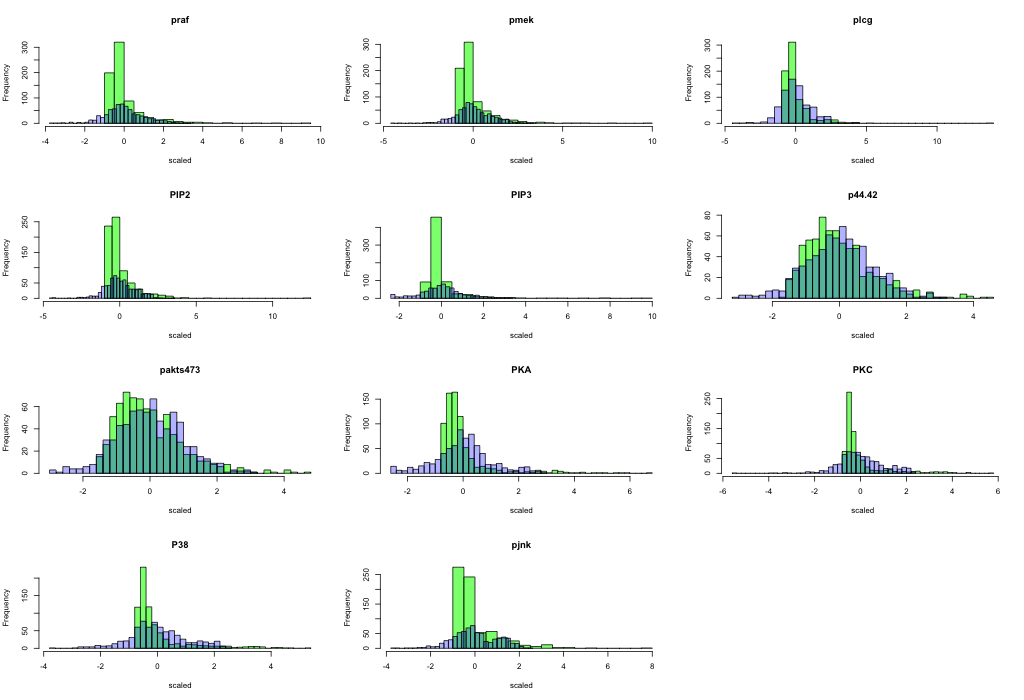 praf
pmek
plcg
Frequency
0 100 200 300
-4 -2 0 2 4 6 8 10
scaled
Frequency
0 100 200 300
-5 0 5 10
scaled
Frequency
0 100 200 300
-5 0 5 10
scaled
PIP2
PIP3
p44.42
Frequency
0 50 150 250
-5 0 5 10
scaled
Frequency
0 100 300
-2 0 2 4 6 8 10
scaled
Frequency
0 20 40 60 80
-2 0 2 4
scaled
pakts473
PKA
PKC
Frequency
0 20 40 60
-2 0 2 4
scaled
Frequency
0 50 100 150
-2 0 2 4 6
scaled
Frequency
0 50 150 250
-6 -4 -2 0 2 4 6
scaled
P38
pjnk
Frequency
0 50 150
-4 -2 0 2 4
scaled
Frequency
0 50 150 250
-4 -2 0 2 4 6 8
scaled